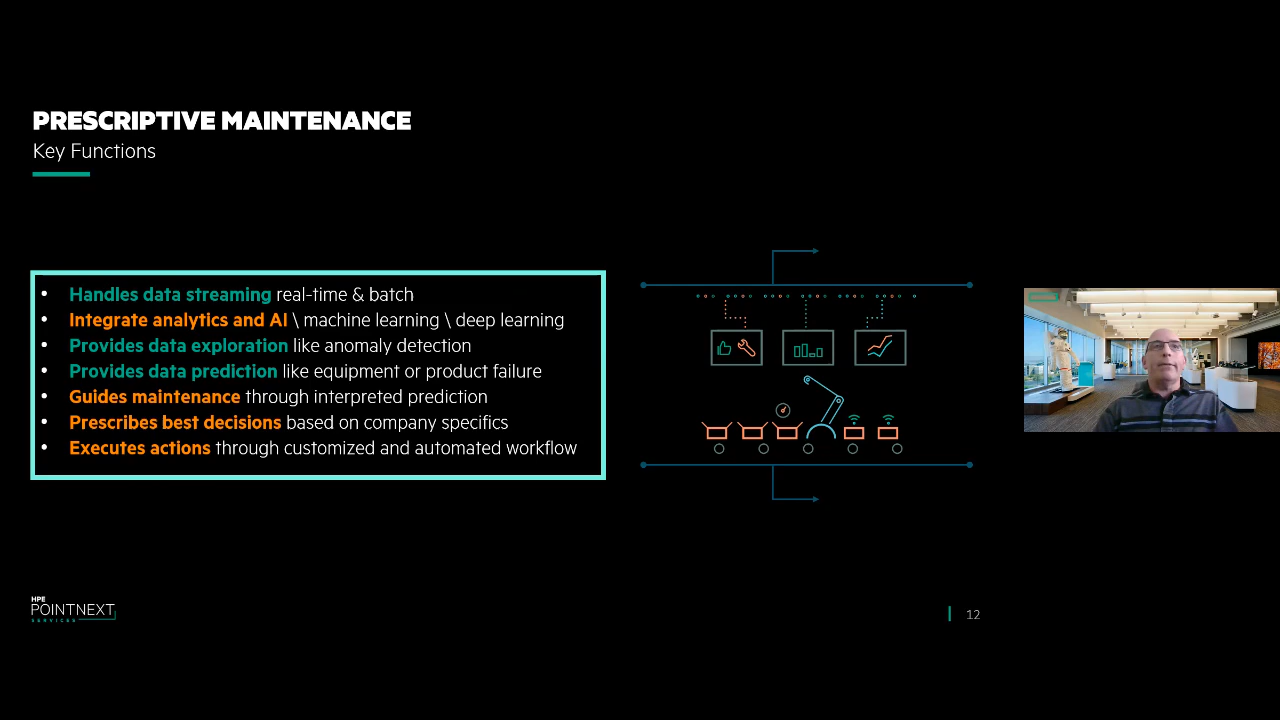 PRESCRIPTIVE MAINTENANCE
Key Functions
• Handles data streaming real-time & batch
• Integrate analytics and AI \ machine learning \ deep learning
• Provides data exploration like anomaly detection
• Provides data prediction like equipment or product failure
• Guides maintenance through interpreted prediction
• Prescribes best decisions based on company specifics
• Executes actions through customized and automated workflow
HPE
POINTNEXT
SERVICES
12